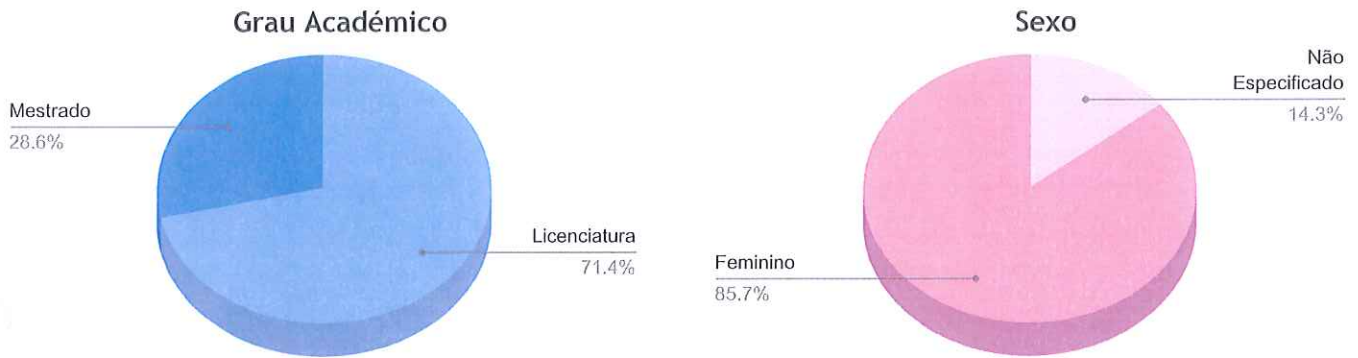 Grau Académico
Mestrado
28.6%
Licenciatura
71.4%
Sexo
Não
Especificado
14.3%
Feminino
85.7%